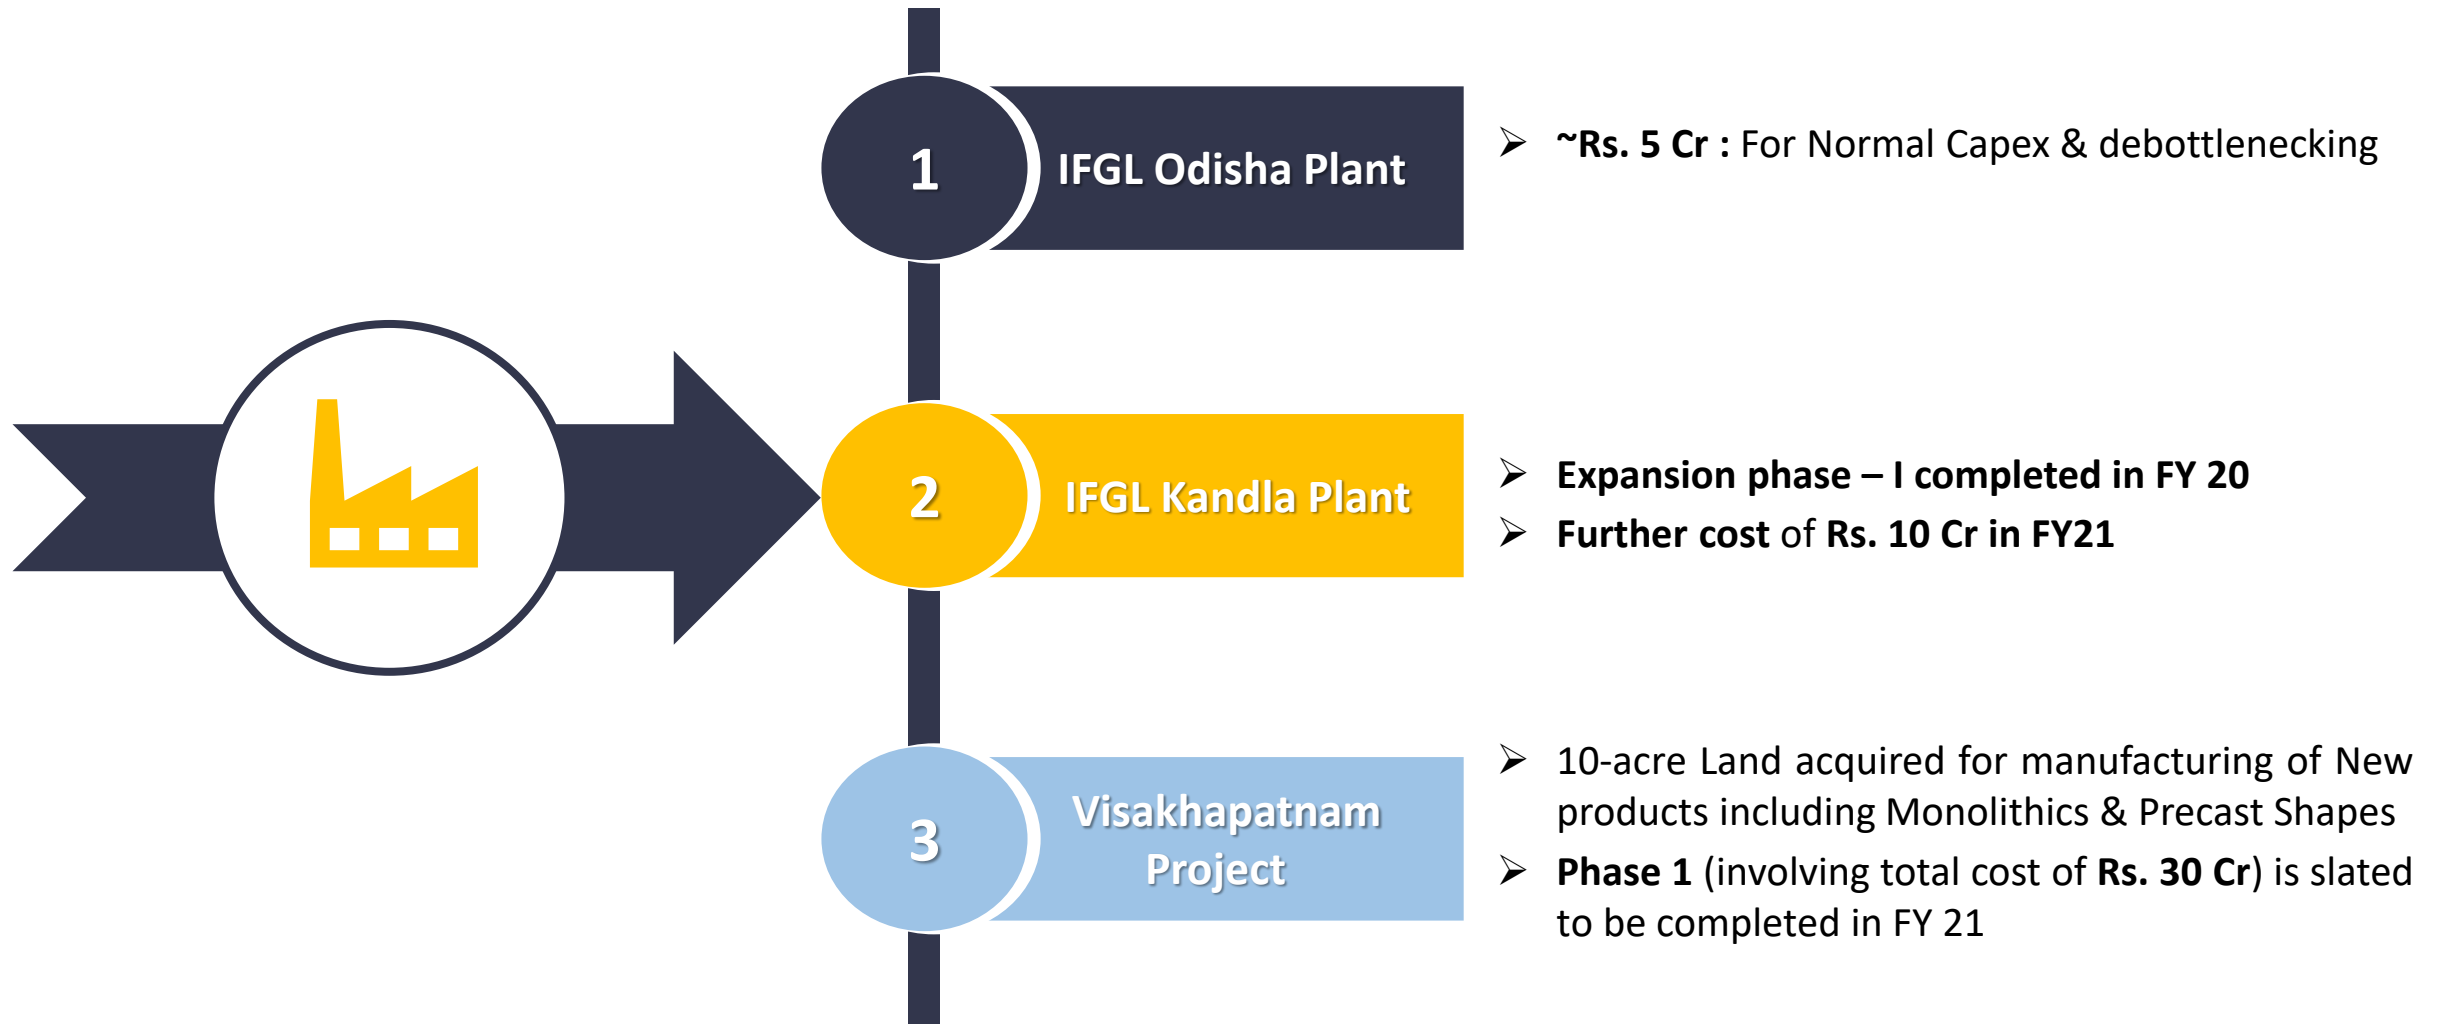 1
IFGL Odisha Plant
➢ ~Rs. 5 Cr : For Normal Capex & debottlenecking
2
IFGL Kandla Plant
➢ Expansion phase – I completed in FY 20
➢ Further cost of Rs. 10 Cr in FY21
3
Visakhapatnam
Project
➢ 10-acre Land acquired for manufacturing of New
products including Monolithics & Precast Shapes
➢ Phase 1 (involving total cost of Rs. 30 Cr) is slated
to be completed in FY 21